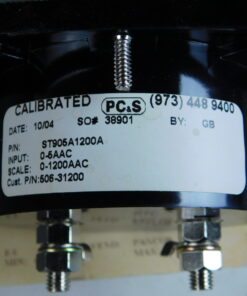 CALIBRATED PC&S (973) 448 9400
DATE: 10/04 SO# 38901 BY: GB
P/N: ST905A1200A
INPUT: 0-5AAC
SCALE: 0-1200AAC
Cust. P/N:506-31200